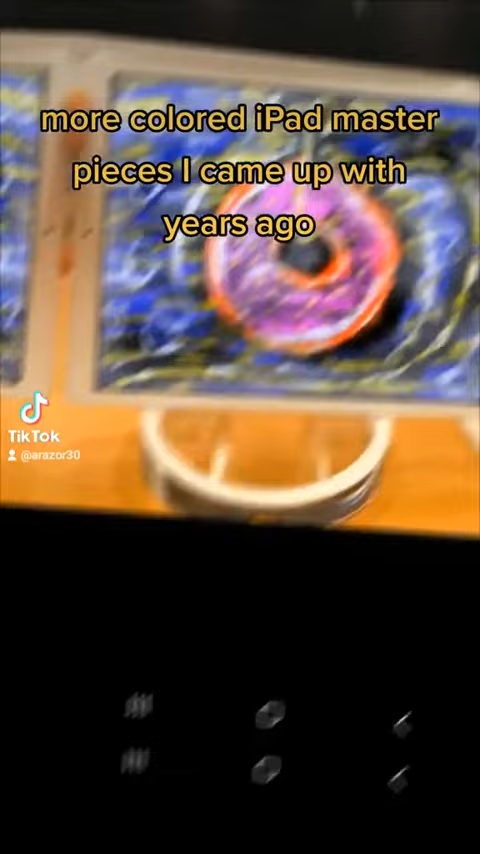 more colored iPad master
pieces I came up with
years ago
TikTok
@arazor30